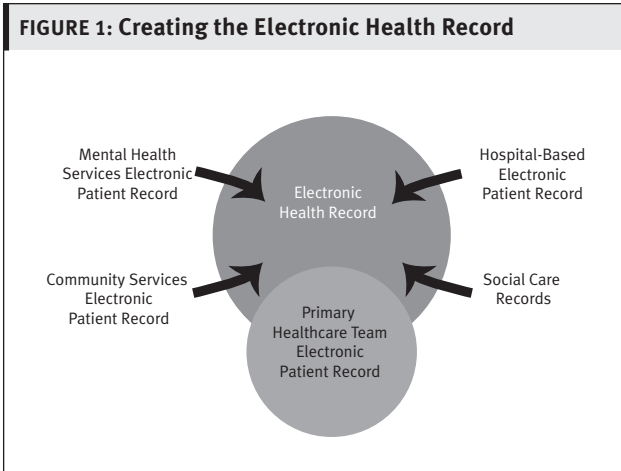 FIGURE 1: Creating the Electronic Health Record
Mental Health
Services Electronic
Patient Record
Electronic
Health Record
Hospital-Based
Electronic
Patient Record
Community Services
Electronic
Patient Record
Primary
Healthcare Team
Electronic
Patient Record
Social Care
Records